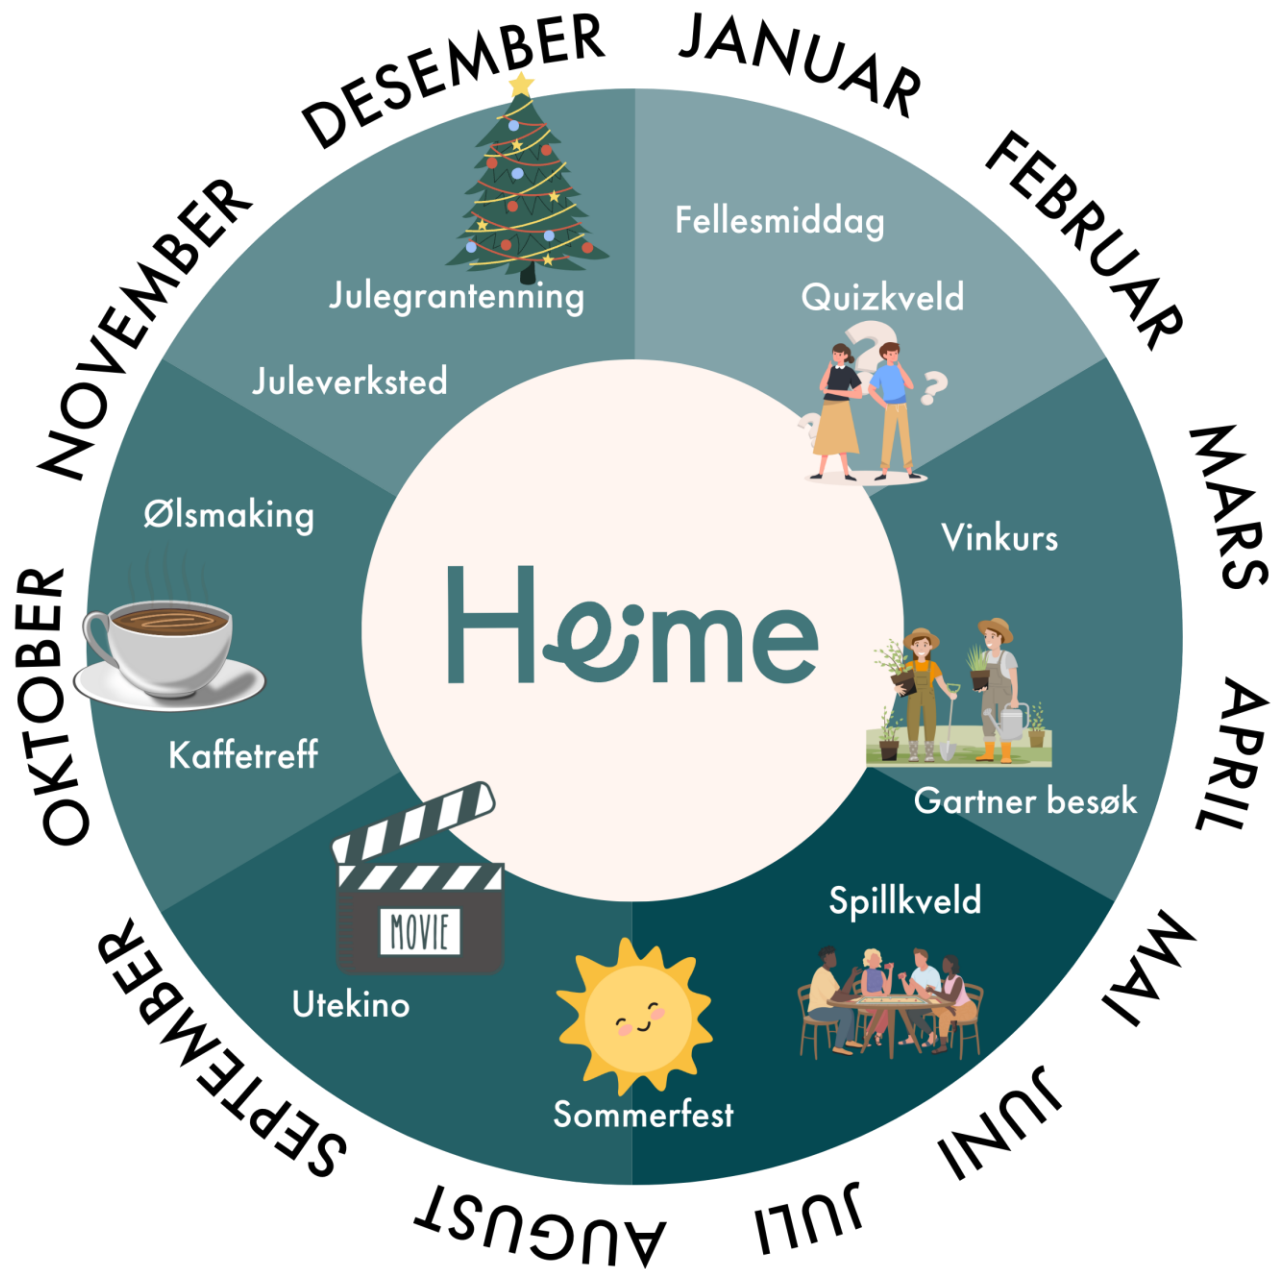 JANUAR
FEBRUAR
MARS
APRIL
MAI
JUNI
JULI
AUGUST
SEPTEMBER
OKTOBER
NOVEMBER
DESEMBER
Fellesmiddag
Quizkveld
Vinkurs
Gartner besøk
Spillkveld
Sommerfest
Utekino
MOVIE
Kaffetreff
Ølsmaking
Juleverksted
Julegrantenning
Heime